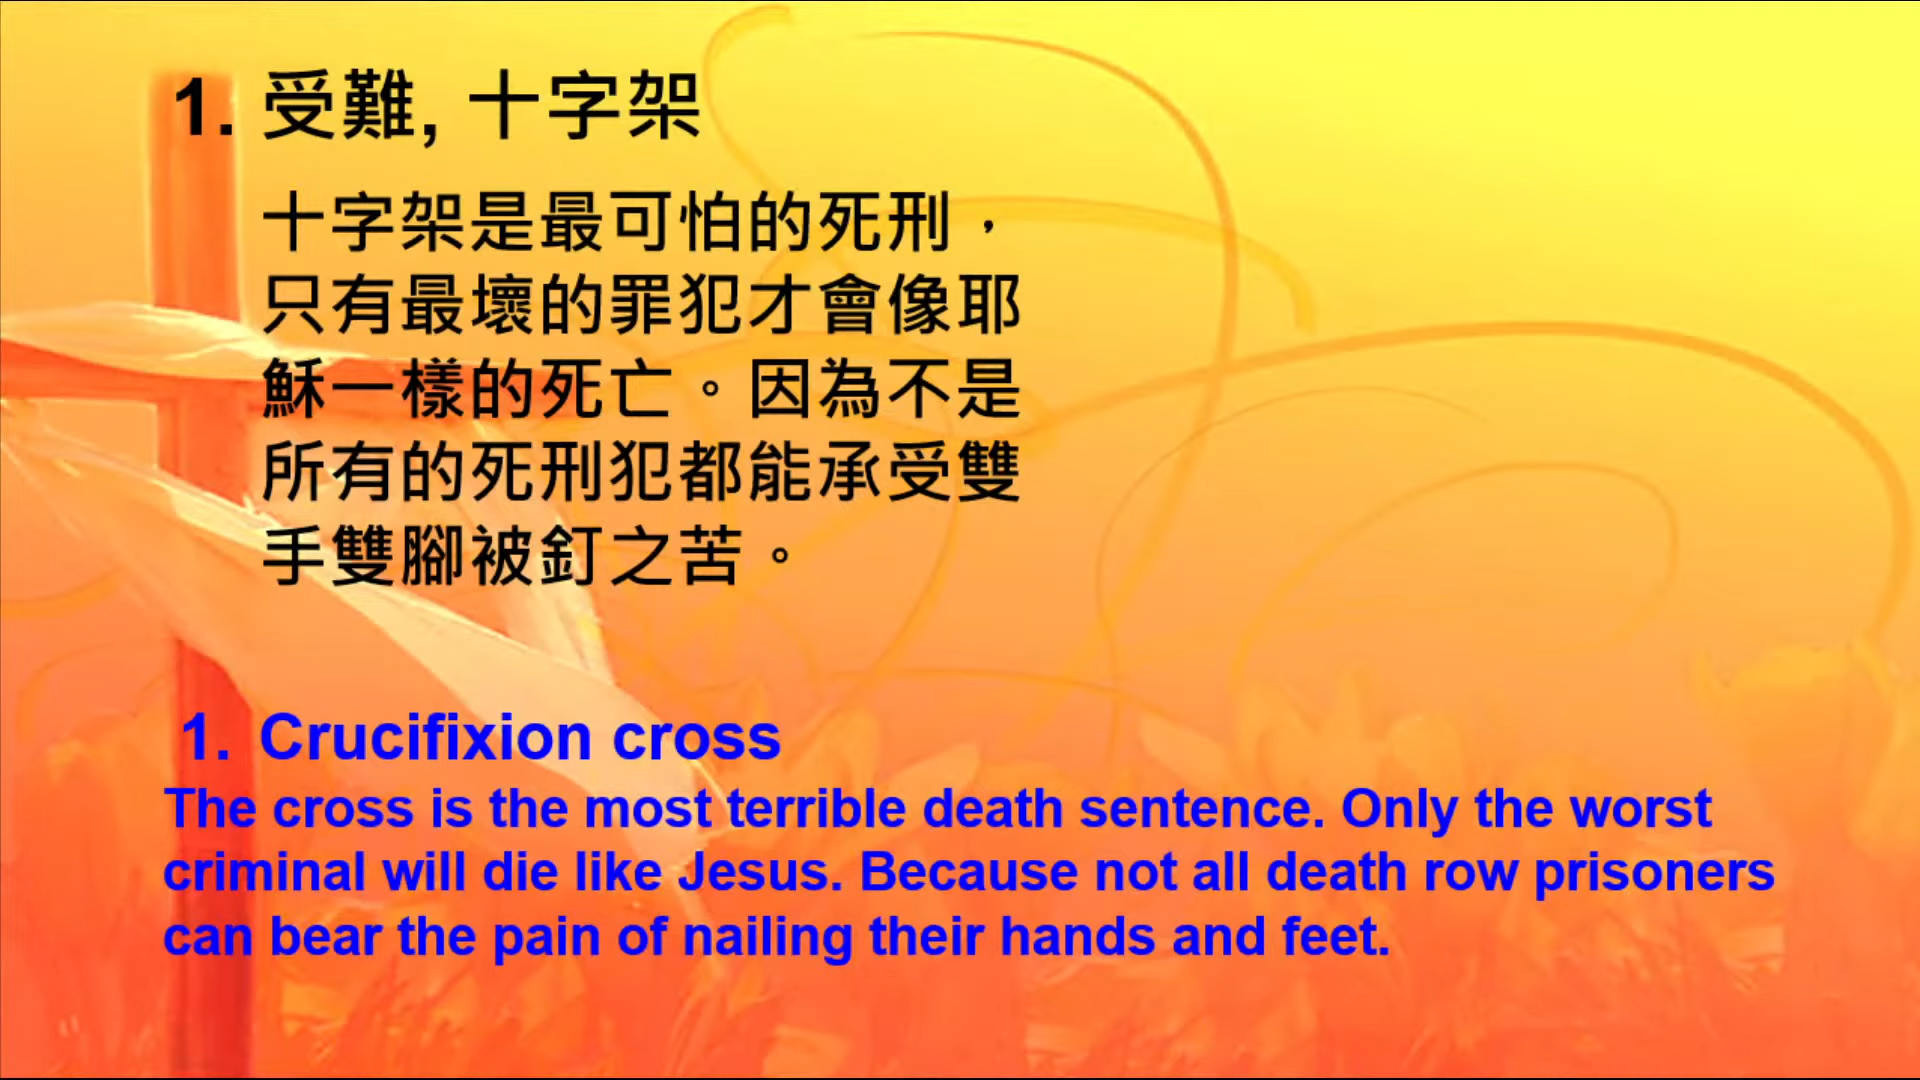 1. 受難, 十字架
十字架是最可怕的死刑，
只有最壞的罪犯才會像耶
穌一樣的死亡。因為不是
所有的死刑犯都能承受雙
手雙腳被釘之苦。
1. Crucifixion cross
The cross is the most terrible death sentence. Only the worst
criminal will die like Jesus. Because not all death row prisoners
can bear the pain of nailing their hands and feet.